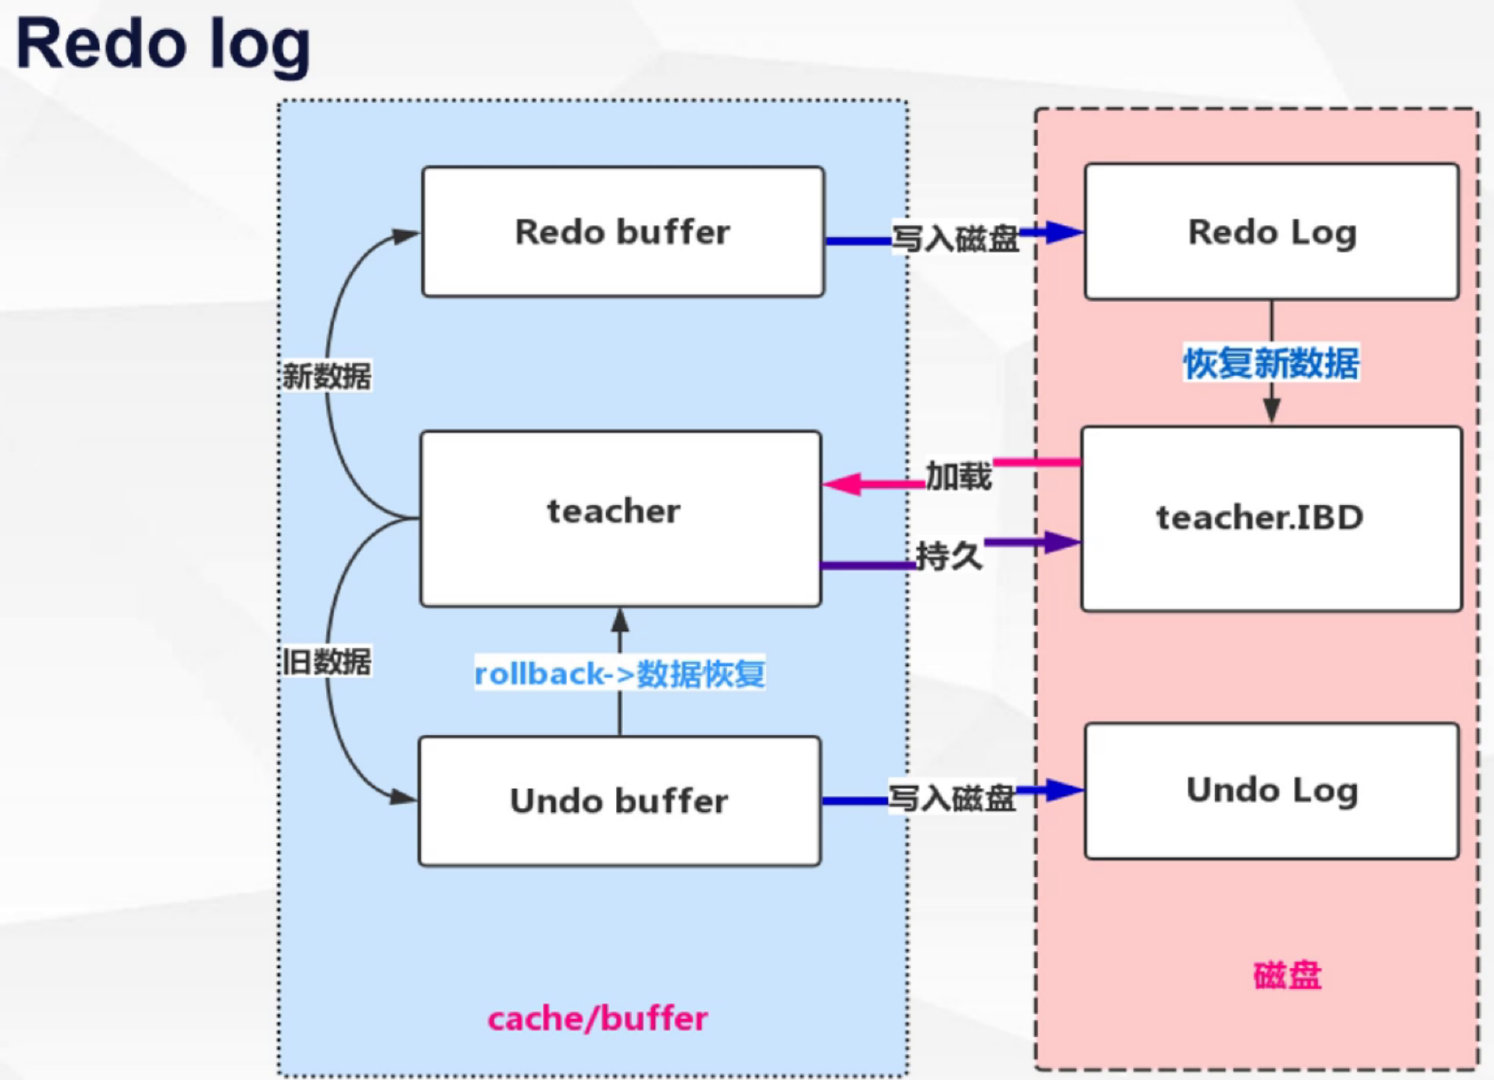 Redo log
Redo buffer
写入磁盘
Redo Log
新数据
恢复新数据
teacher
加载
持久
teacher.IBD
旧数据
rollback->数据恢复
Undo buffer
写入磁盘
Undo Log
cache/buffer
磁盘